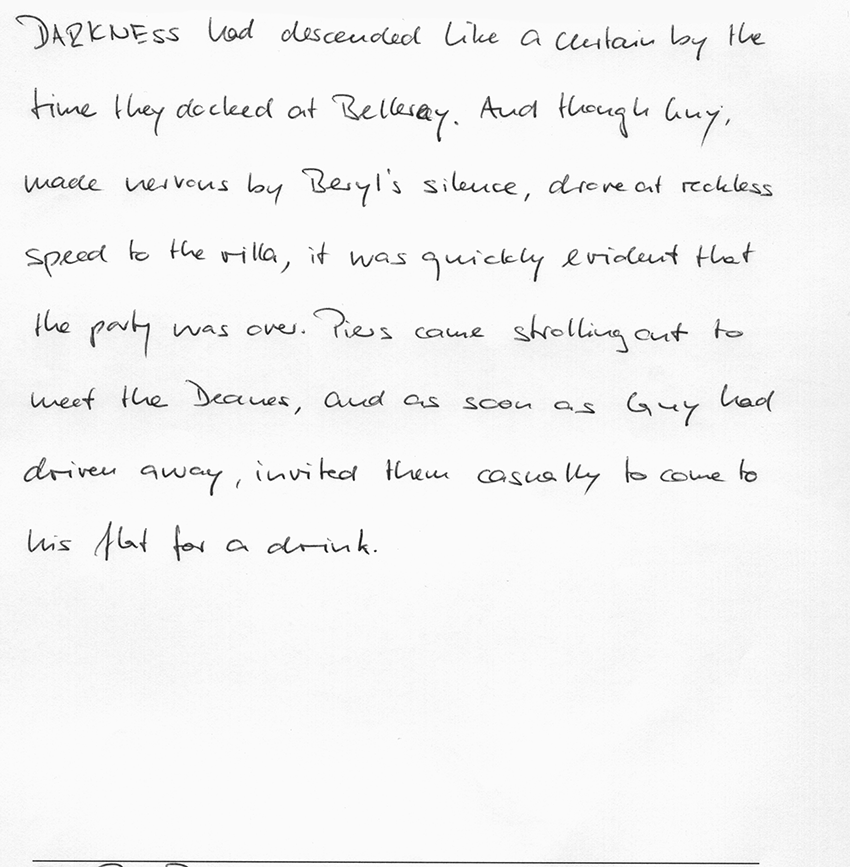 DARKNESS had descended like a curtain by the
time they docked at Belleray. And though Guy,
made nervous by Beryl's silence, drove at reckless
speed to the villa, it was quickly evident that
the party was over. Piers came strolling out to
meet the Deanes, and as soon as Guy had
driven away, invited them casually to come to
his flat for a drink.